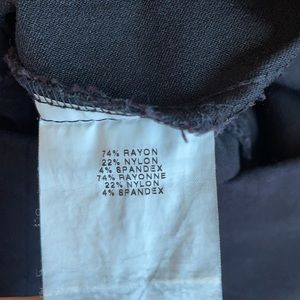 74% RAYON
22% NYLON
4% SPANDEX
74% RAYONNE
22% NYLON
4% SPANDEX